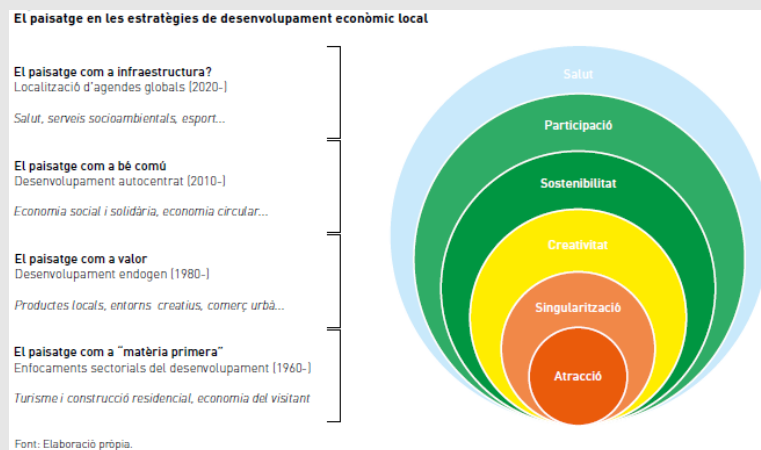 El paisatge en les estratègies de desenvolupament econòmic local
El paisatge com a infraestructura?
Localització d'agendes globals (2020-)
Salut, serveis socioambientals, esport...
El paisatge com a bé comú
Desenvolupament autocentrat (2010-)
Economia social i solidària, economia circular...
El paisatge com a valor
Desenvolupament endogen (1980-)
Productes locals, entorns creatius, comerç urbà...
El paisatge com a "matèria primera"
Enfocaments sectorials del desenvolupament (1960-)
Turisme i construcció residencial, economia del visitant
Salut
Participació
Sostenibilitat
Creativitat
Singularització
Atracció
Font: Elaboració pròpia.